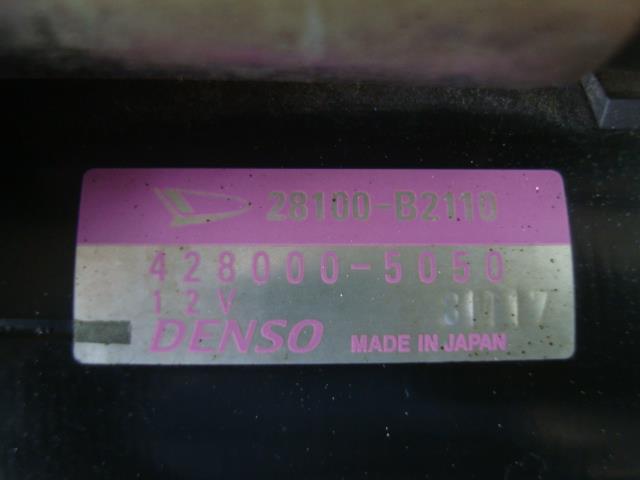 28100-B2110
428000-5050
12V
DENSO MADE IN JAPAN